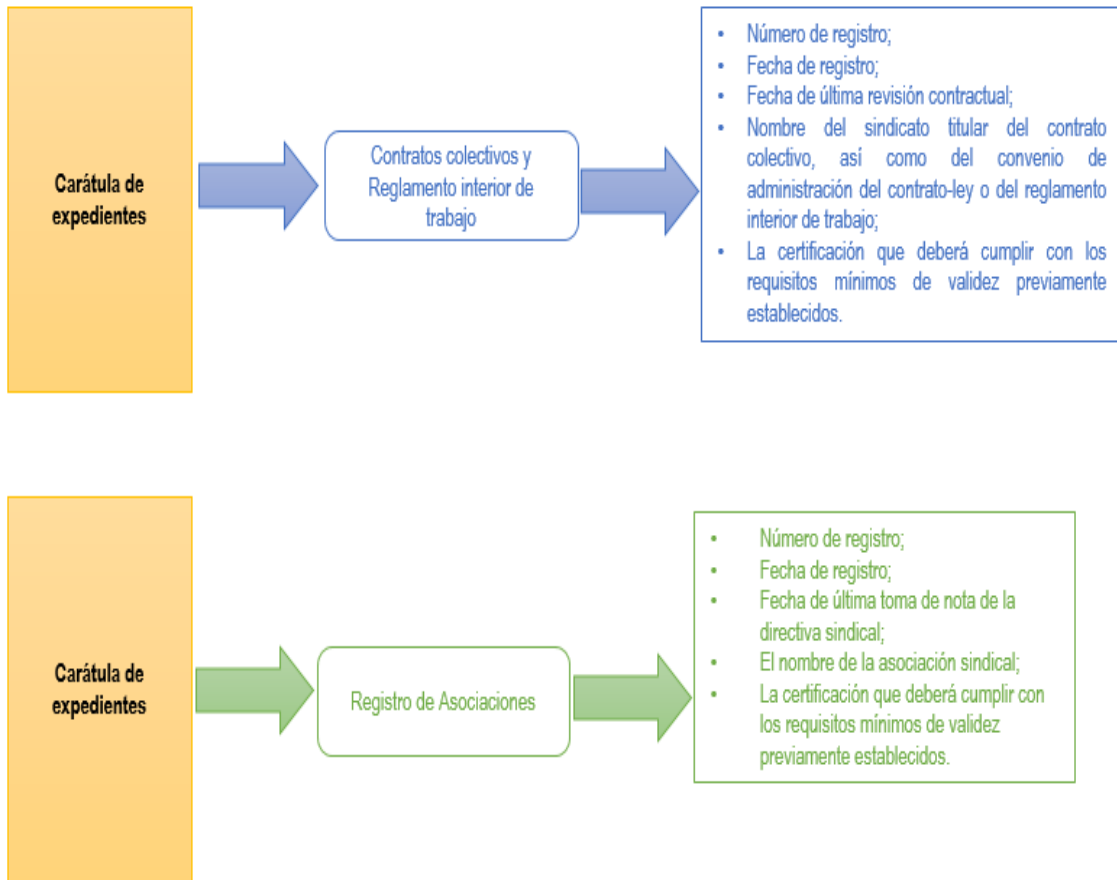 Carátula de
expedientes
Contratos colectivos y
Reglamento interior de
trabajo
• Número de registro;
• Fecha de registro;
• Fecha de última revisión contractual;
• Nombre del sindicato titular del contrato
colectivo, así como del convenio de
administración del contrato-ley o del reglamento
interior de trabajo;
• La certificación que deberá cumplir con los
requisitos mínimos de validez previamente
establecidos.
Carátula de
expedientes
Registro de Asociaciones
• Número de registro;
• Fecha de registro;
• Fecha de última toma de nota de la
directiva sindical;
• El nombre de la asociación sindical;
• La certificación que deberá cumplir con
los requisitos mínimos de validez
previamente establecidos.